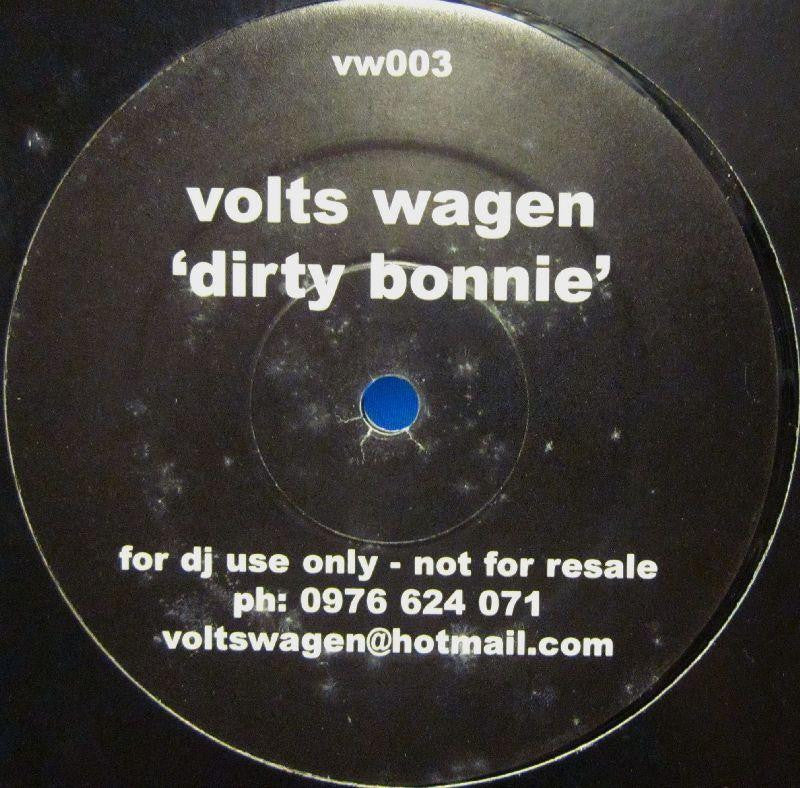 vw003
volts wagen
‘dirty bonnie’
for dj use only - not for resale
ph: 0976 624 071
voltswagen@hotmail.com